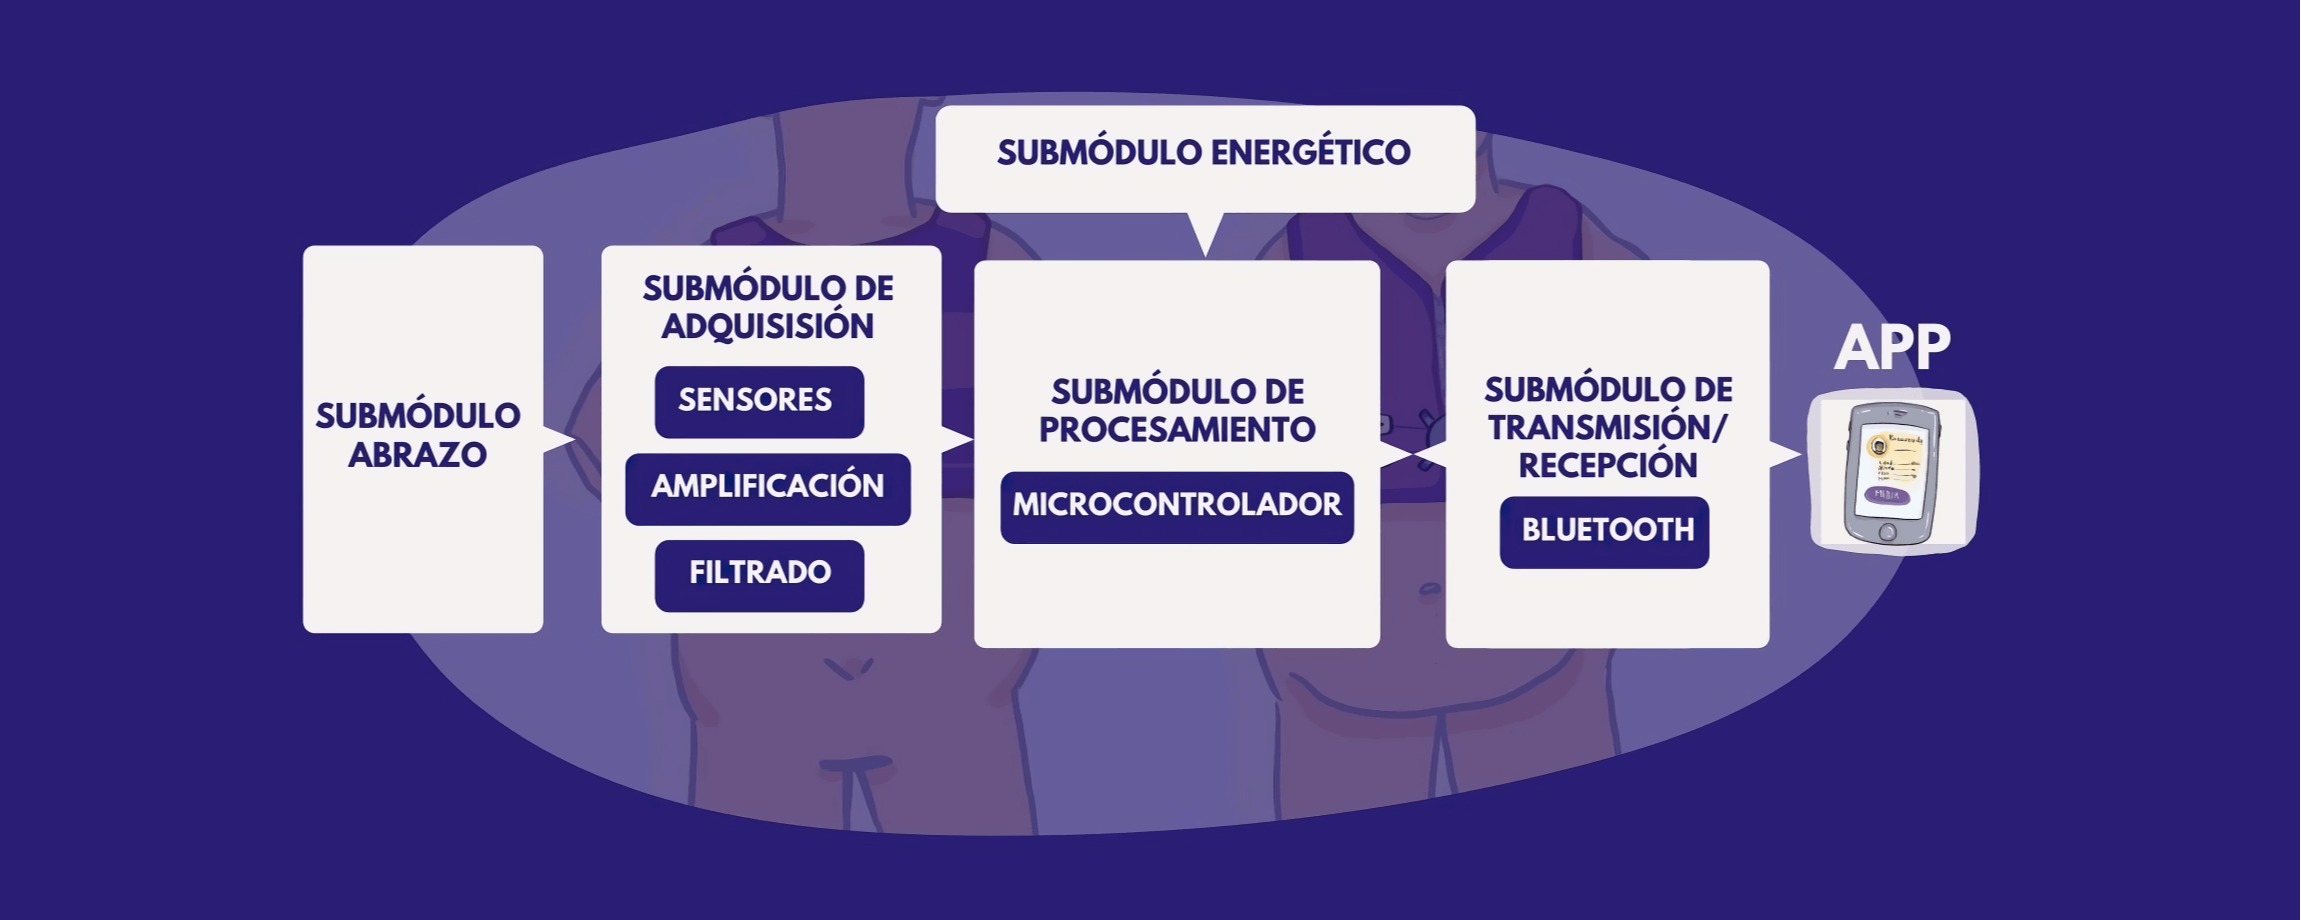 SUBMÓDULO ENERGÉTICO
SUBMÓDULO
ABRAZO
SUBMÓDULO DE
ADQUISISIÓN
SENSORES
AMPLIFICACIÓN
FILTRADO
SUBMÓDULO DE
PROCESAMIENTO
MICROCONTROLADOR
SUBMÓDULO DE
TRANSMISIÓN/
RECEPCIÓN
BLUETOOTH
APP
MEDIR